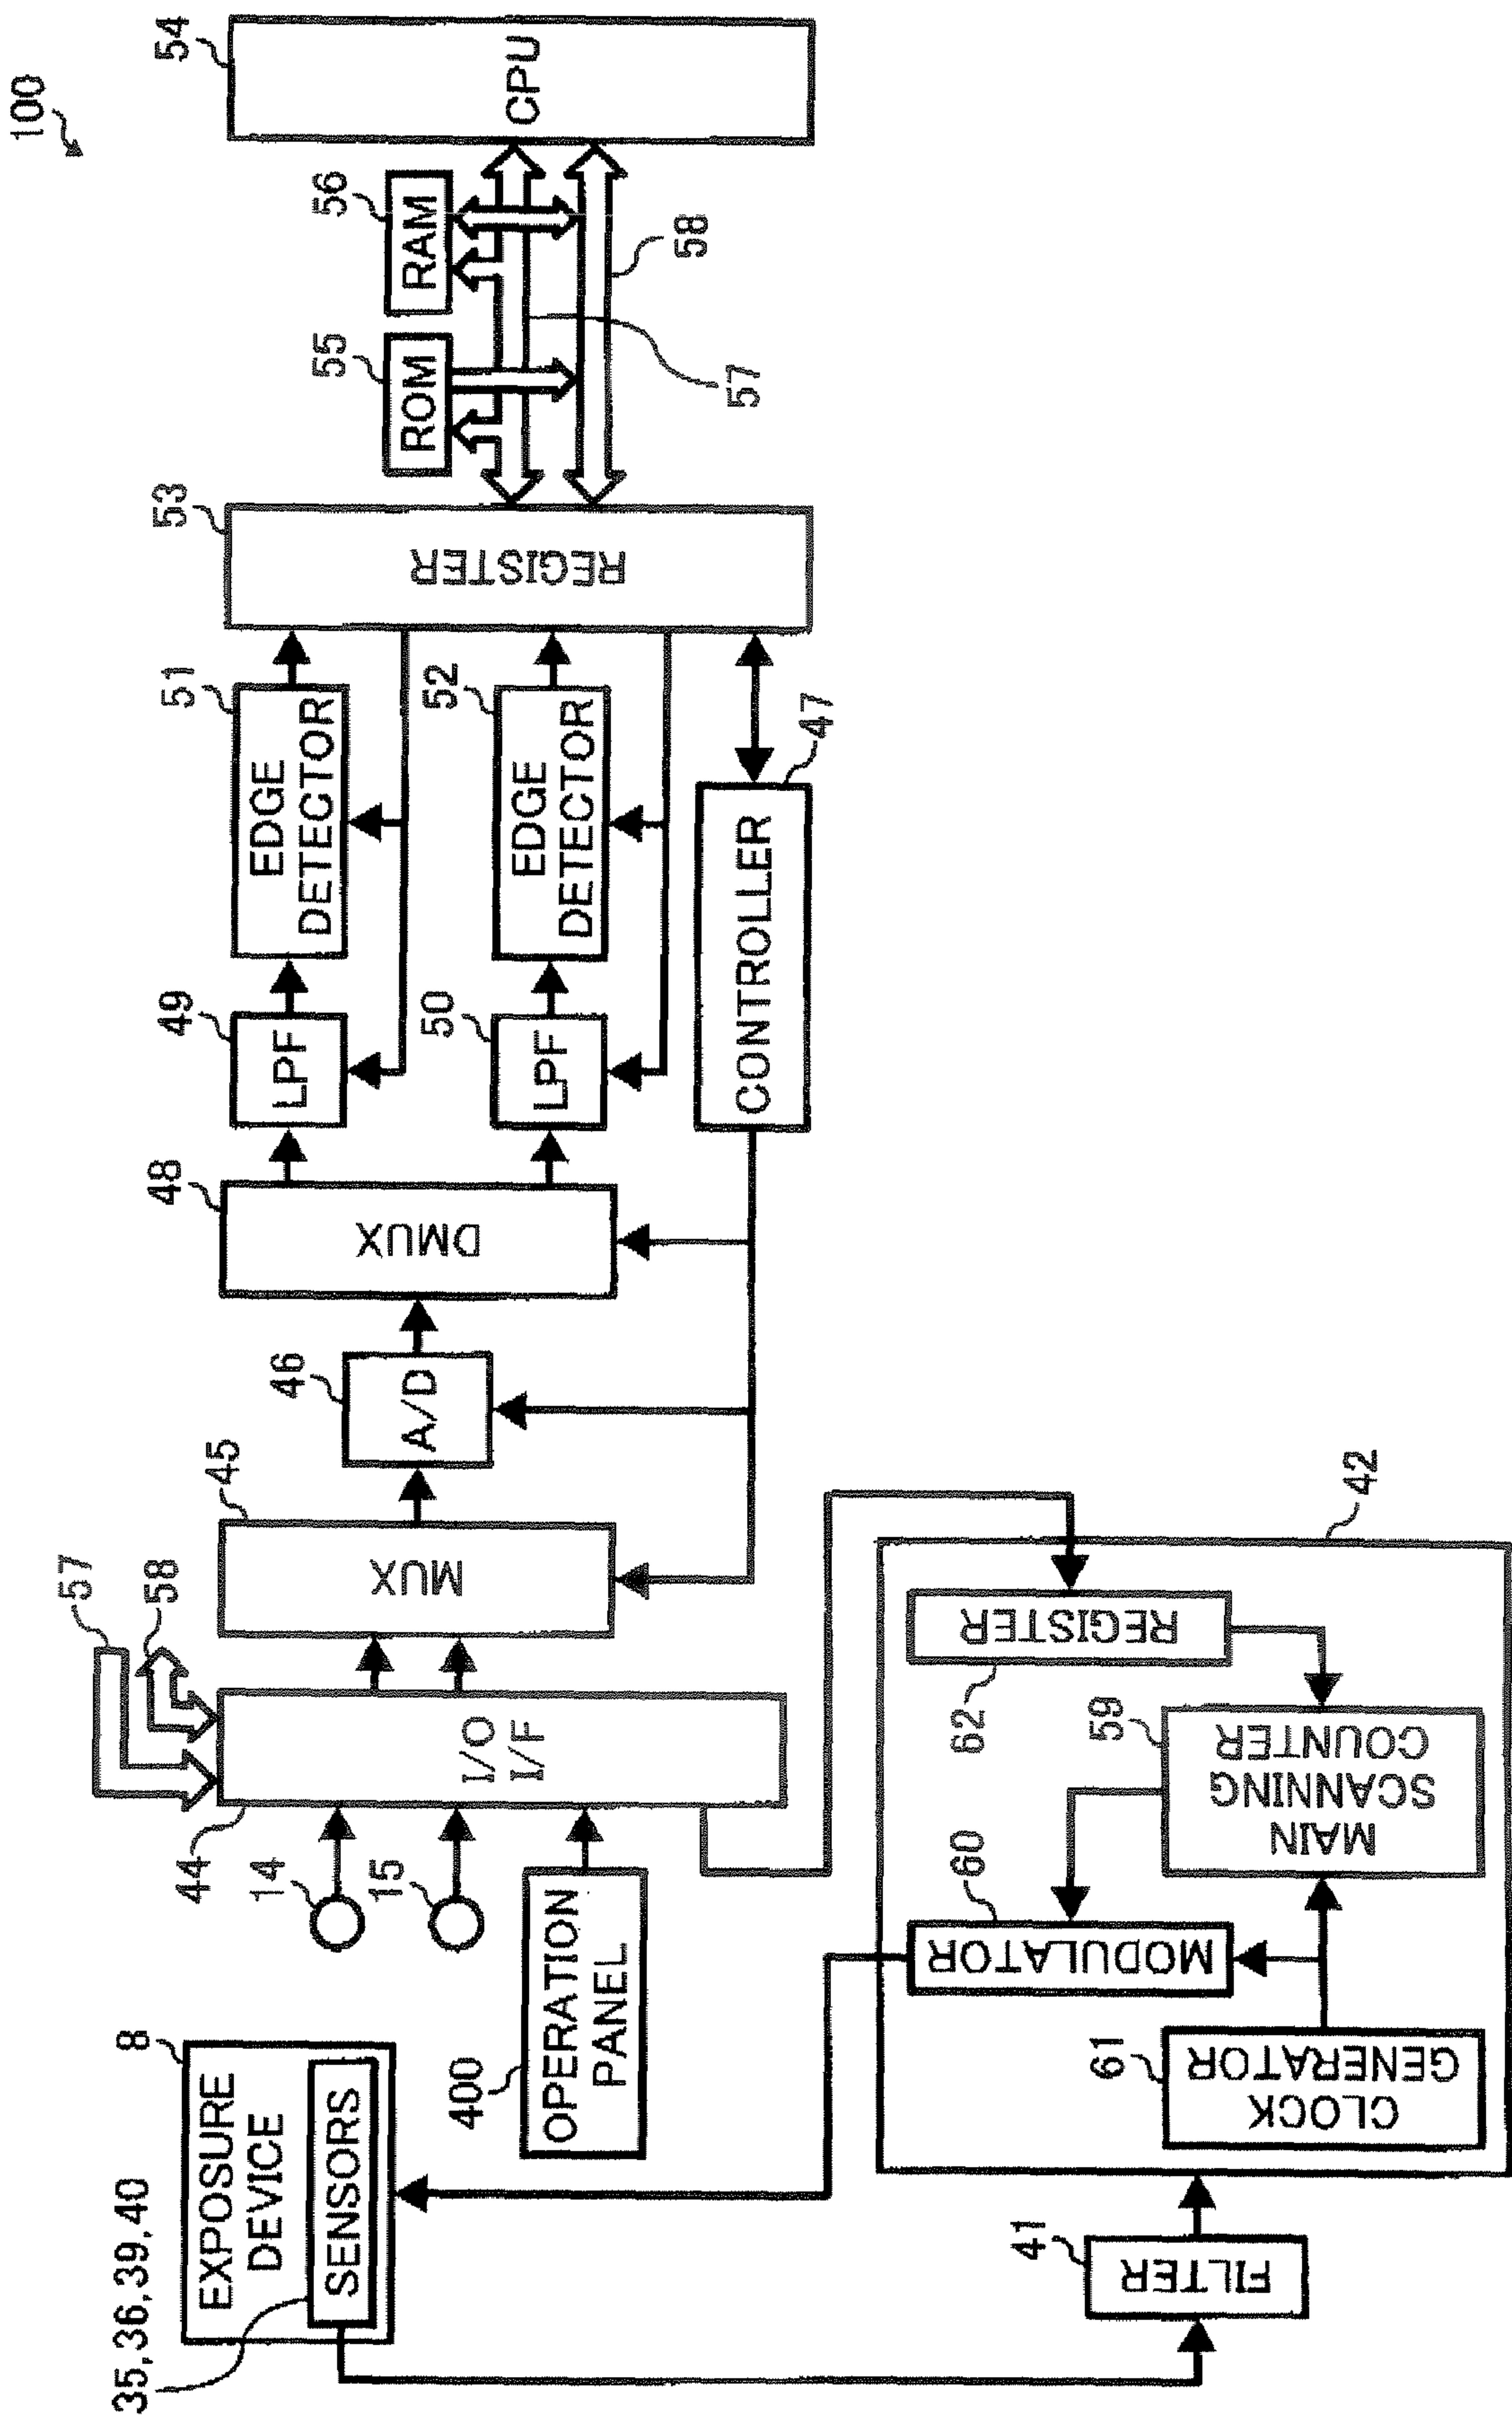 100
35,36,39,40
8
EXPOSURE
DEVICE
SENSORS
14
15
400
OPERATION
PANEL
44
57
58
I/O
I/F
45
MUX
46
A/D
48
DMUX
49
LPF
50
LPF
51
EDGE
DETECTOR
52
EDGE
DETECTOR
47
CONTROLLER
53
REGISTER
55
ROM
56
RAM
57
58
54
CPU
41
FILTER
42
61
CLOCK
GENERATOR
60
MODULATOR
59
MAIN
SCANNING
COUNTER
62
REGISTER